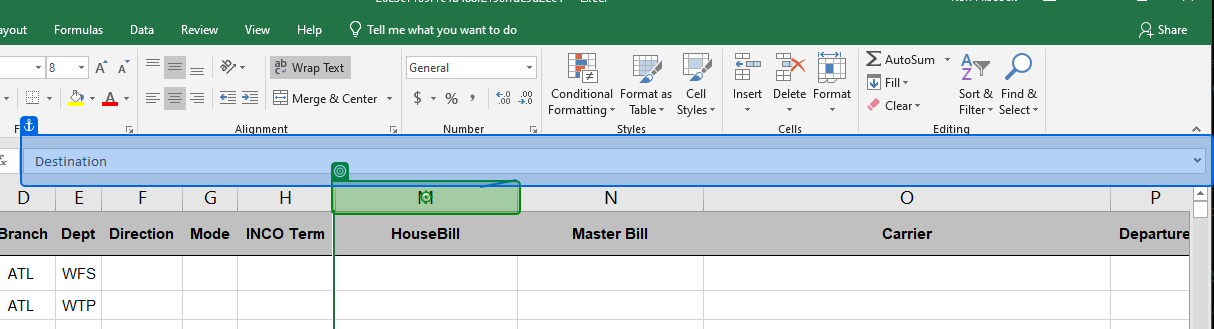 ayout Formulas Data Review View Help Tell me what you want to do Share
8 A A ab Wrap Text General AutoSum
Conditional Formatting Format as Table Cell Styles Insert Delete Format Fill Sort & Filter Find & Select
Merge & Center $ % , .00 .0 Clear
Alignment Number Styles Cells Editing
Destination
D E F G H M N O P
Branch Dept Direction Mode INCO Term HouseBill Master Bill Carrier Departure
ATL WFS
ATL WTP